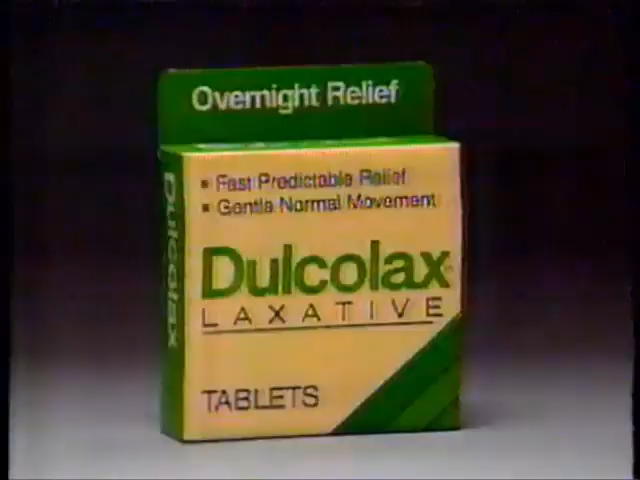 Overnight Relief
▪ Fast Predictable Relief
▪ Gentle Normal Movement
Dulcolax
Dulcolax
LAXATIVE
TABLETS